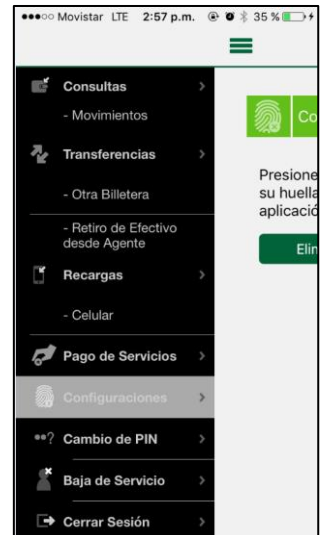 Movistar LTE 2:57 p.m. 35 %
Consultas
- Movimientos
Transferencias
- Otra Billetera
- Retiro de Efectivo
desde Agente
Recargas
- Celular
Pago de Servicios
Configuraciones
Cambio de PIN
Baja de Servicio
Cerrar Sesión
Co
Presione
su huella
aplicació
Elin